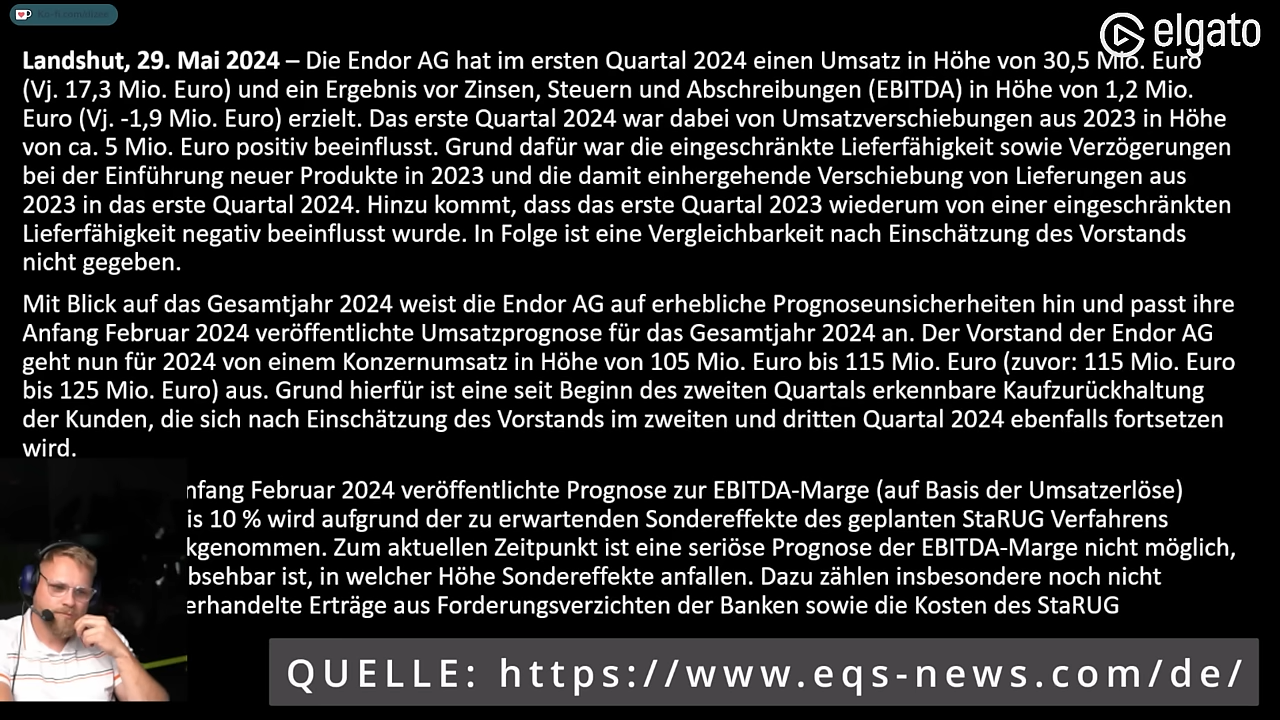 elgato
Landshut, 29. Mai 2024 – Die Endor AG hat im ersten Quartal 2024 einen Umsatz in Höhe von 30,5 Mio. Euro
(Vj. 17,3 Mio. Euro) und ein Ergebnis vor Zinsen, Steuern und Abschreibungen (EBITDA) in Höhe von 1,2 Mio.
Euro (Vj. -1,9 Mio. Euro) erzielt. Das erste Quartal 2024 war dabei von Umsatzverschiebungen aus 2023 in Höhe
von ca. 5 Mio. Euro positiv beeinflusst. Grund dafür war die eingeschränkte Lieferfähigkeit sowie Verzögerungen
bei der Einführung neuer Produkte in 2023 und die damit einhergehende Verschiebung von Lieferungen aus
2023 in das erste Quartal 2024. Hinzu kommt, dass das erste Quartal 2023 wiederum von einer eingeschränkten
Lieferfähigkeit negativ beeinflusst wurde. In Folge ist eine Vergleichbarkeit nach Einschätzung des Vorstands
nicht gegeben.
Mit Blick auf das Gesamtjahr 2024 weist die Endor AG auf erhebliche Prognoseunsicherheiten hin und passt ihre
Anfang Februar 2024 veröffentlichte Umsatzprognose für das Gesamtjahr 2024 an. Der Vorstand der Endor AG
geht nun für 2024 von einem Konzernumsatz in Höhe von 105 Mio. Euro bis 115 Mio. Euro (zuvor: 115 Mio. Euro
bis 125 Mio. Euro) aus. Grund hierfür ist eine seit Beginn des zweiten Quartals erkennbare Kaufzurückhaltung
der Kunden, die sich nach Einschätzung des Vorstands im zweiten und dritten Quartal 2024 ebenfalls fortsetzen
wird.
nfang Februar 2024 veröffentlichte Prognose zur EBITDA-Marge (auf Basis der Umsatzerlöse)
is 10 % wird aufgrund der zu erwartenden Sondereffekte des geplanten StaRUG Verfahrens
kgenommen. Zum aktuellen Zeitpunkt ist eine seriöse Prognose der EBITDA-Marge nicht möglich,
bsehbar ist, in welcher Höhe Sondereffekte anfallen. Dazu zählen insbesondere noch nicht
erhandelte Erträge aus Forderungsverzichten der Banken sowie die Kosten des StaRUG
QUELLE: https://www.eqs-news.com/de/